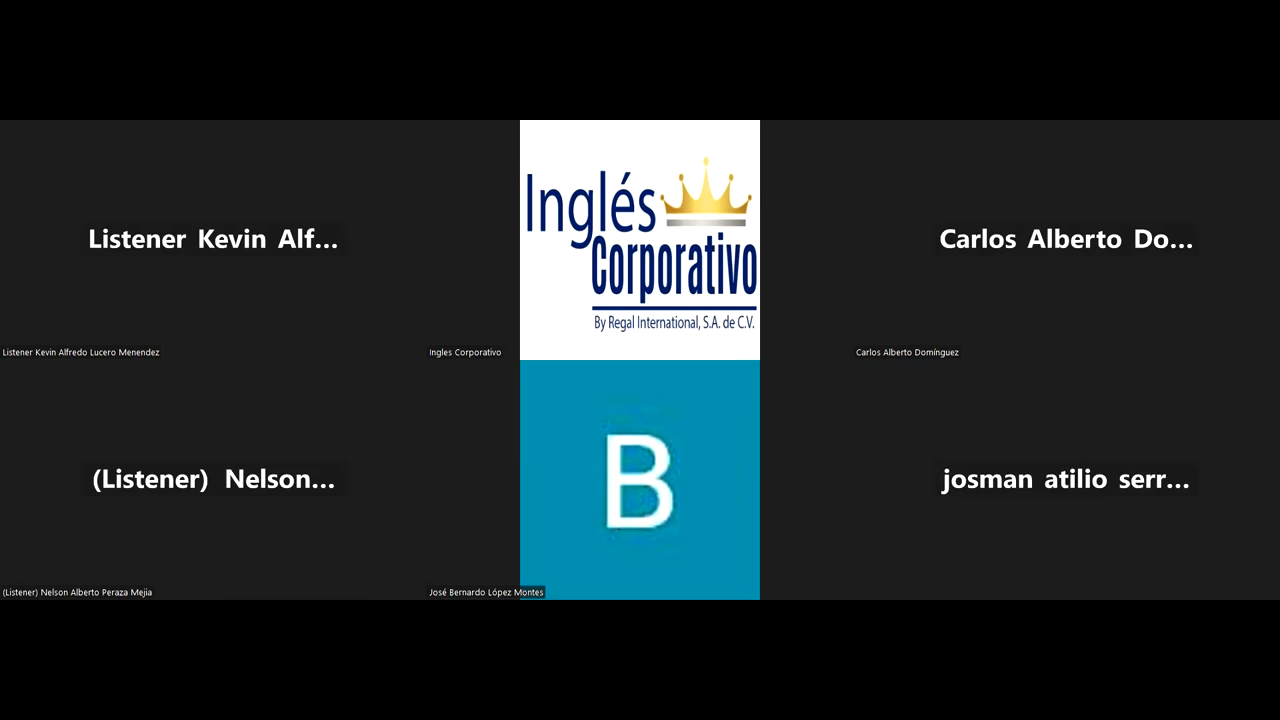 Listener Kevin Alf...
Listener Kevin Alfredo Lucero Menendez
Inglés
Corporativo
By Regal International, S.A. de C.V.
Ingles Corporativo
Carlos Alberto Do...
Carlos Alberto Domínguez
(Listener) Nelson...
(Listener) Nelson Alberto Peraza Mejia
B
José Bernardo López Montes
josman atilio serr...